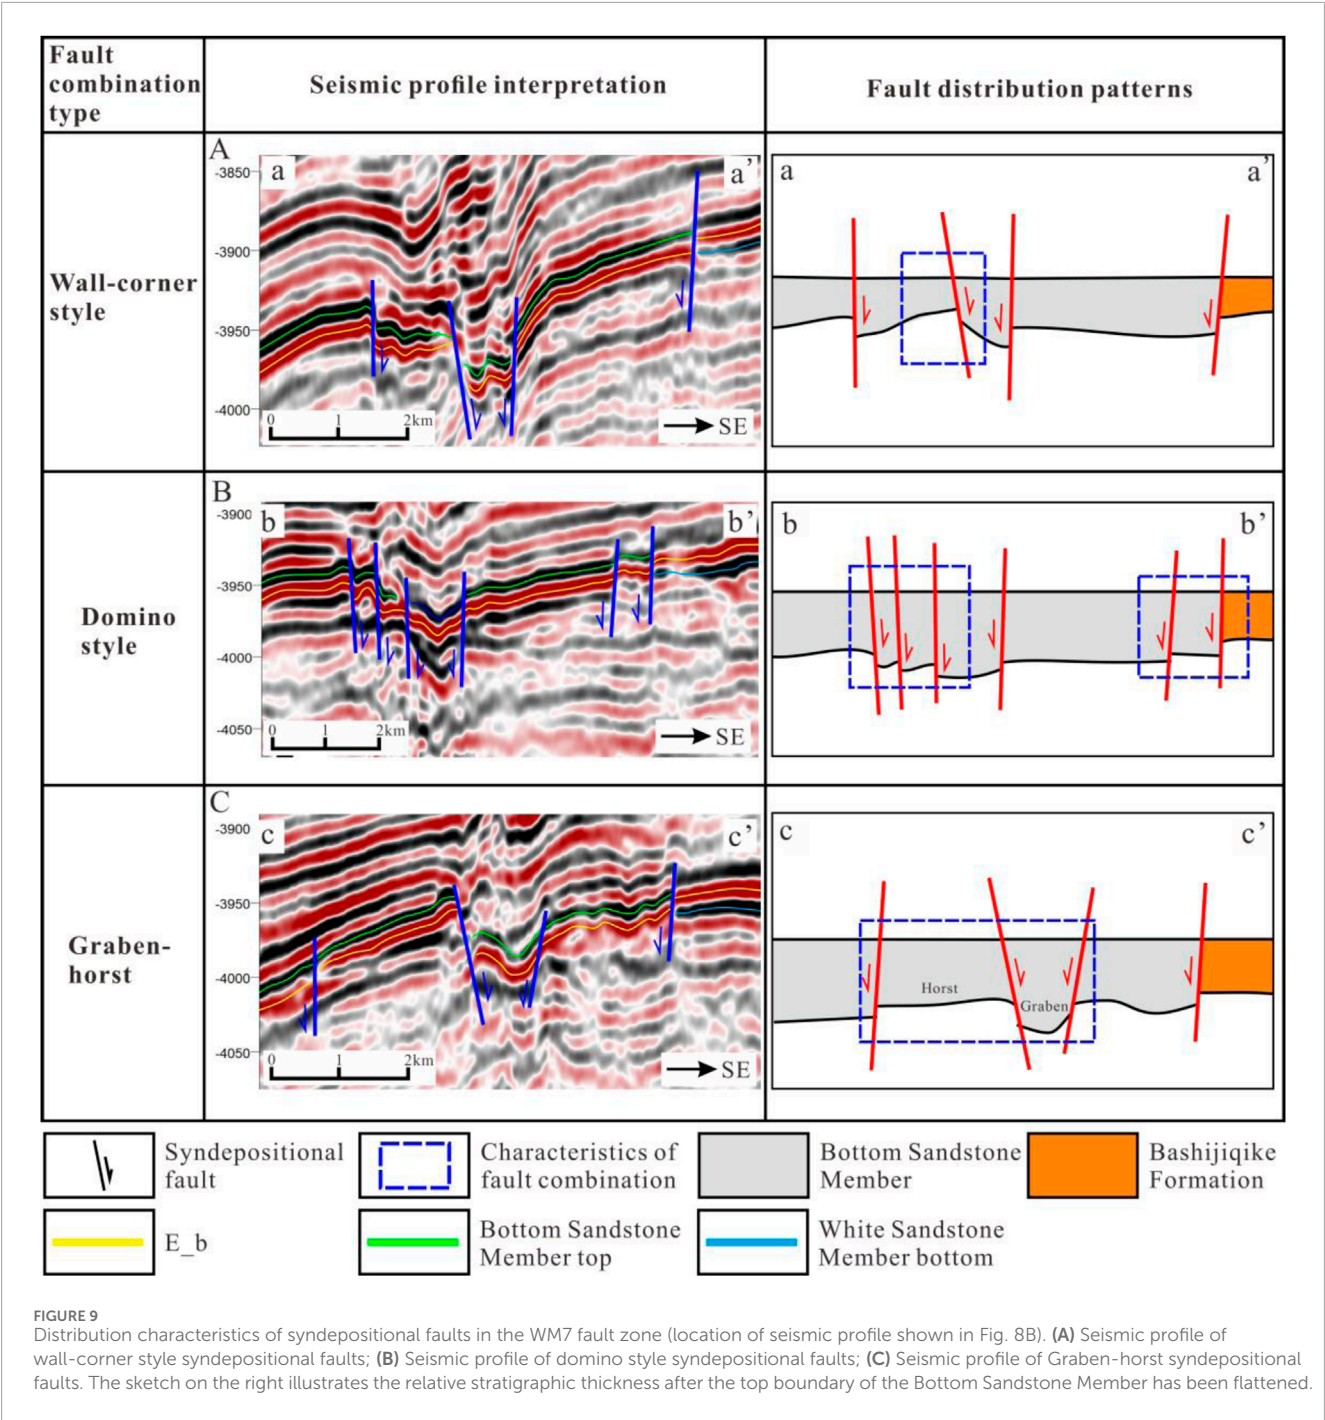 Fault
combination
type
Seismic profile interpretation
Fault distribution patterns
Wall-corner
style
A
a
a’
-3850
-3900
-3950
-4000
0
1
2km
SE
a
a’
Domino
style
B
b
b’
-3900
-3950
-4000
-4050
0
1
2km
SE
b
b’
Graben-
horst
C
c
c’
-3900
-3950
-4000
-4050
0
1
2km
SE
c
c’
Horst
Graben
Syndepositional
fault
Characteristics of
fault combination
Bottom Sandstone
Member
Bashijiqike
Formation
E_b
Bottom Sandstone
Member top
White Sandstone
Member bottom
FIGURE 9
Distribution characteristics of syndepositional faults in the WM7 fault zone (location of seismic profile shown in Fig. 8B). (A) Seismic profile of
wall-corner style syndepositional faults; (B) Seismic profile of domino style syndepositional faults; (C) Seismic profile of Graben-horst syndepositional
faults. The sketch on the right illustrates the relative stratigraphic thickness after the top boundary of the Bottom Sandstone Member has been flattened.